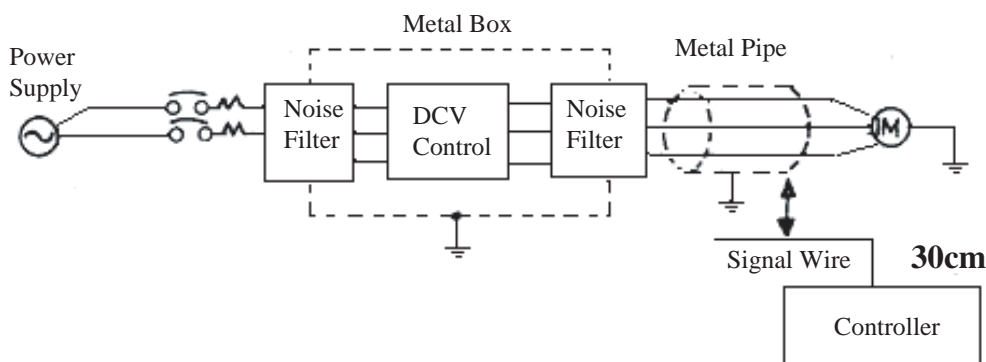 Metal Box
Metal Pipe
Power
Supply
Noise
Filter
DCV
Control
Noise
Filter
M
Signal Wire
30cm
Controller